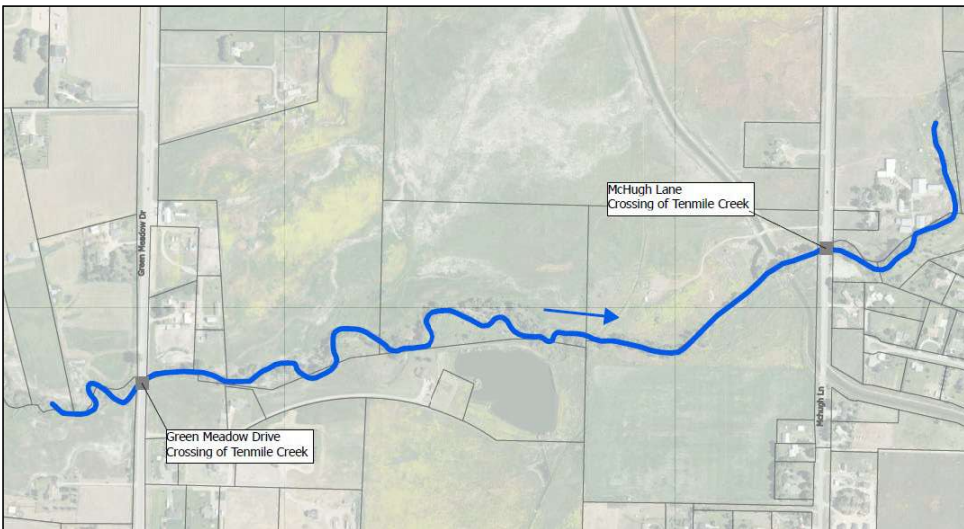 Green Meadow Dr
McHugh Lane
Crossing of Tenmile Creek
Mchugh Ln
Green Meadow Drive
Crossing of Tenmile Creek